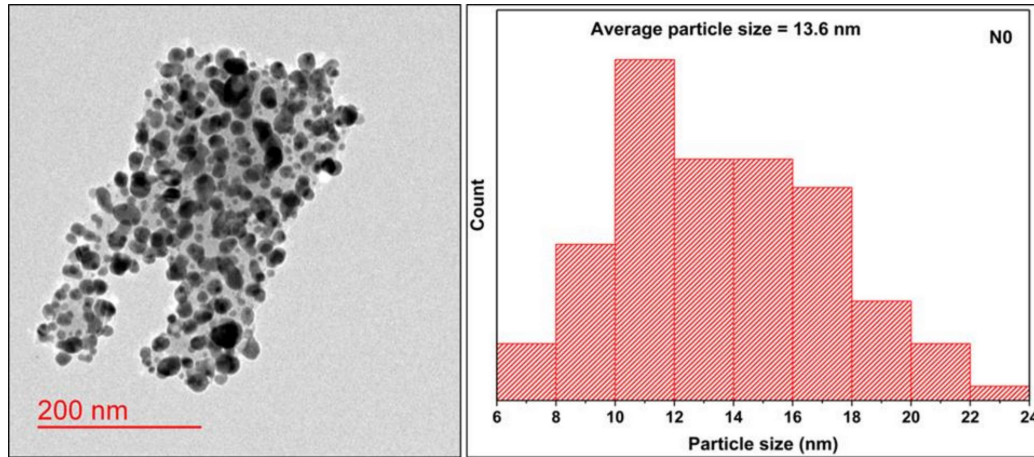 200 nm
Average particle size = 13.6 nm
N0
Count
6 8 10 12 14 16 18 20 22 24
Particle size (nm)